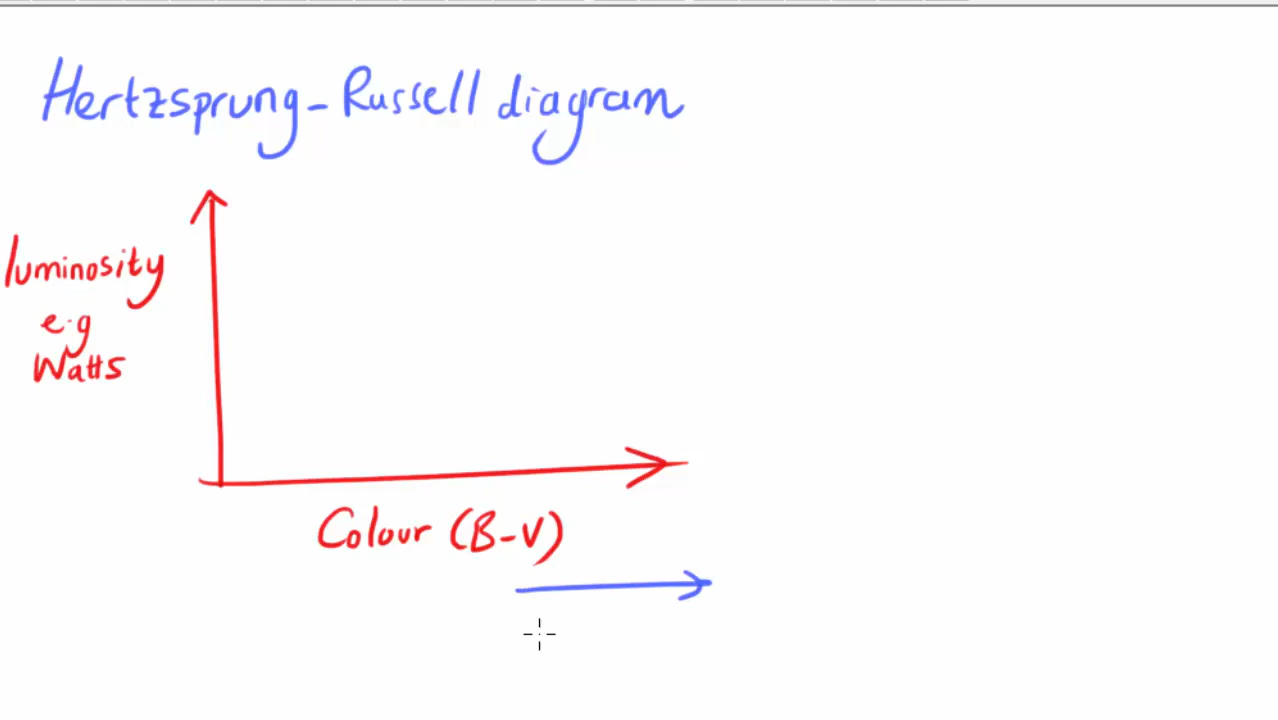 Hertzsprung-Russell diagram
luminosity
e.g
Watts
Colour (B-V)